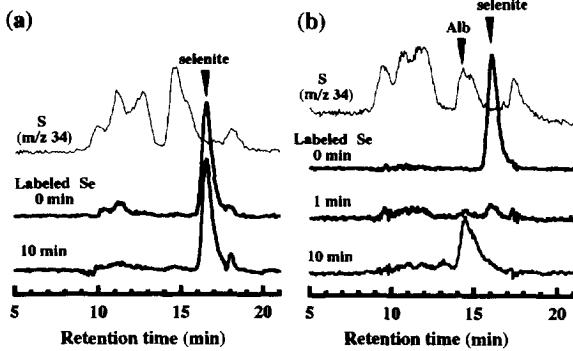 (a)
selenite
S
(m/z 34)
Labeled Se
0 min
10 min
5 10 15 20
Retention time (min)
(b)
selenite
Alb
S
(m/z 34)
Labeled Se
0 min
1 min
10 min
5 10 15 20
Retention time (min)